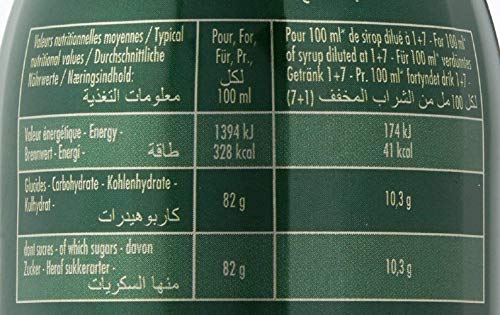 Valeurs nutritionnelles moyennes / Typical
nutritional values / Durchschnittliche
Nährwerte / Næringsindhold:
معلومات التغذية
Pour, For,
Für, Pr.,
لكل
100 ml
Pour 100 ml* de sirop dilué à 1+7 - For 100 ml*
of syrup diluted at 1+7 - Für 100 ml* verdünntes
Getränk 1+7 - Pr. 100 ml* fortyndet drik 1+7 -
لكل 100 مل من الشراب المخفف (1+7)
Valeur énergétique - Energy -
Brennwert - Energi - طاقة
1394 kJ
328 kcal
174 kJ
41 kcal
Glucides - Carbohydrate - Kohlenhydrate -
Kulhydrat - كاربوهيدرات
82 g
10,3 g
dont sucres - of which sugars - davon
Zucker - Heraf sukkerarter - منها السكريات
82 g
10,3 g